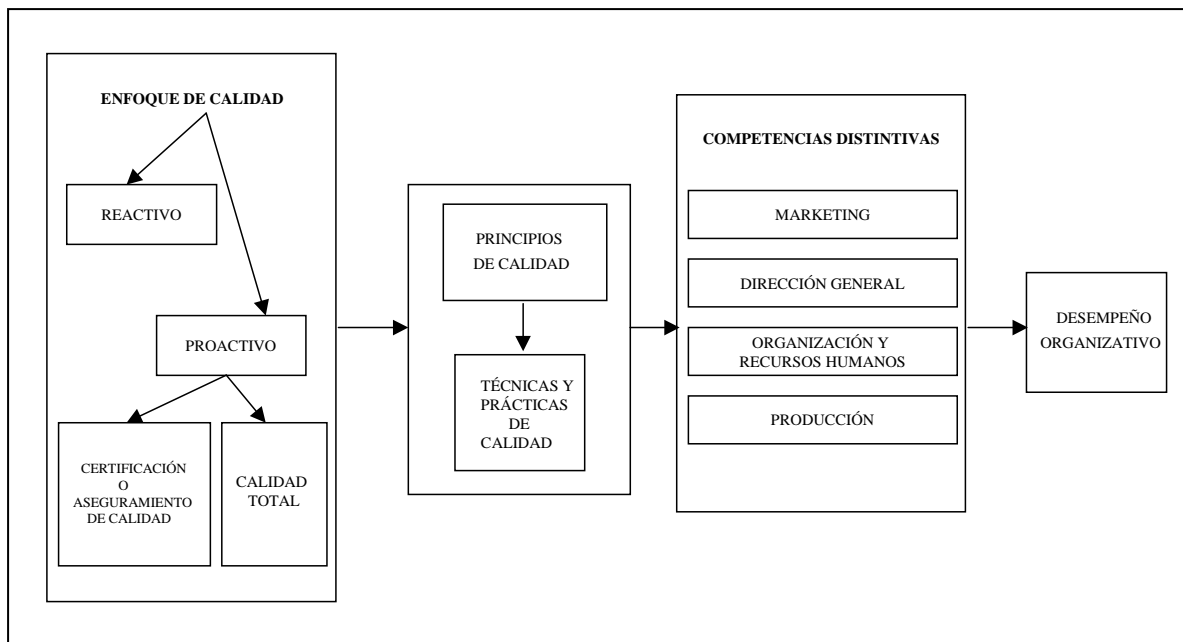 ENFOQUE DE CALIDAD
REACTIVO
PROACTIVO
CERTIFICACIÓN
O
ASEGURAMIENTO
DE CALIDAD
CALIDAD
TOTAL
PRINCIPIOS
DE CALIDAD
TÉCNICAS Y
PRÁCTICAS
DE
CALIDAD
COMPETENCIAS DISTINTIVAS
MARKETING
DIRECCIÓN GENERAL
ORGANIZACIÓN Y
RECURSOS HUMANOS
PRODUCCIÓN
DESEMPEÑO
ORGANIZATIVO